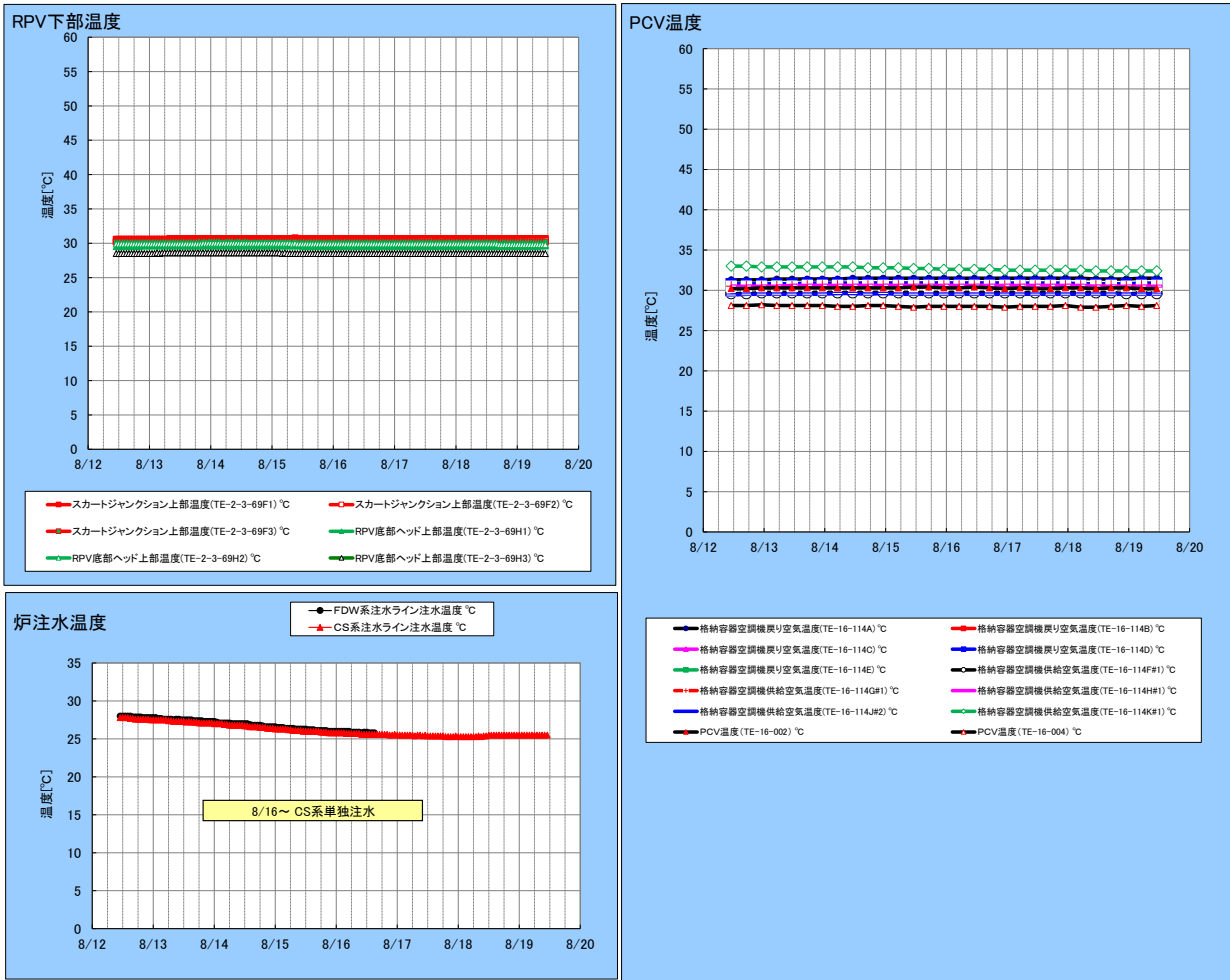 RPV下部温度
60
55
50
45
40
35
30
25
20
15
10
5
0
温度[℃]
8/12 8/13 8/14 8/15 8/16 8/17 8/18 8/19 8/20
スカートジャンクション上部温度(TE-2-3-69F1) ℃ スカートジャンクション上部温度(TE-2-3-69F2) ℃
スカートジャンクション上部温度(TE-2-3-69F3) ℃ RPV底部ヘッド上部温度(TE-2-3-69H1) ℃
RPV底部ヘッド上部温度(TE-2-3-69H2) ℃ RPV底部ヘッド上部温度(TE-2-3-69H3) ℃
炉注水温度
FDW系注水ライン注水温度 ℃
CS系注水ライン注水温度 ℃
35
30
25
20
15
10
5
0
温度[℃]
8/16～ CS系単独注水
8/12 8/13 8/14 8/15 8/16 8/17 8/18 8/19 8/20
PCV温度
60
55
50
45
40
35
30
25
20
15
10
5
0
温度[℃]
8/12 8/13 8/14 8/15 8/16 8/17 8/18 8/19 8/20
格納容器空調機戻り空気温度(TE-16-114A) ℃ 格納容器空調機戻り空気温度(TE-16-114B) ℃
格納容器空調機戻り空気温度(TE-16-114C) ℃ 格納容器空調機戻り空気温度(TE-16-114D) ℃
格納容器空調機戻り空気温度(TE-16-114E) ℃ 格納容器空調機供給空気温度(TE-16-114F#1) ℃
格納容器空調機供給空気温度(TE-16-114G#1) ℃ 格納容器空調機供給空気温度(TE-16-114H#1) ℃
格納容器空調機供給空気温度(TE-16-114J#2) ℃ 格納容器空調機供給空気温度(TE-16-114K#1) ℃
PCV温度(TE-16-002) ℃ PCV温度(TE-16-004) ℃